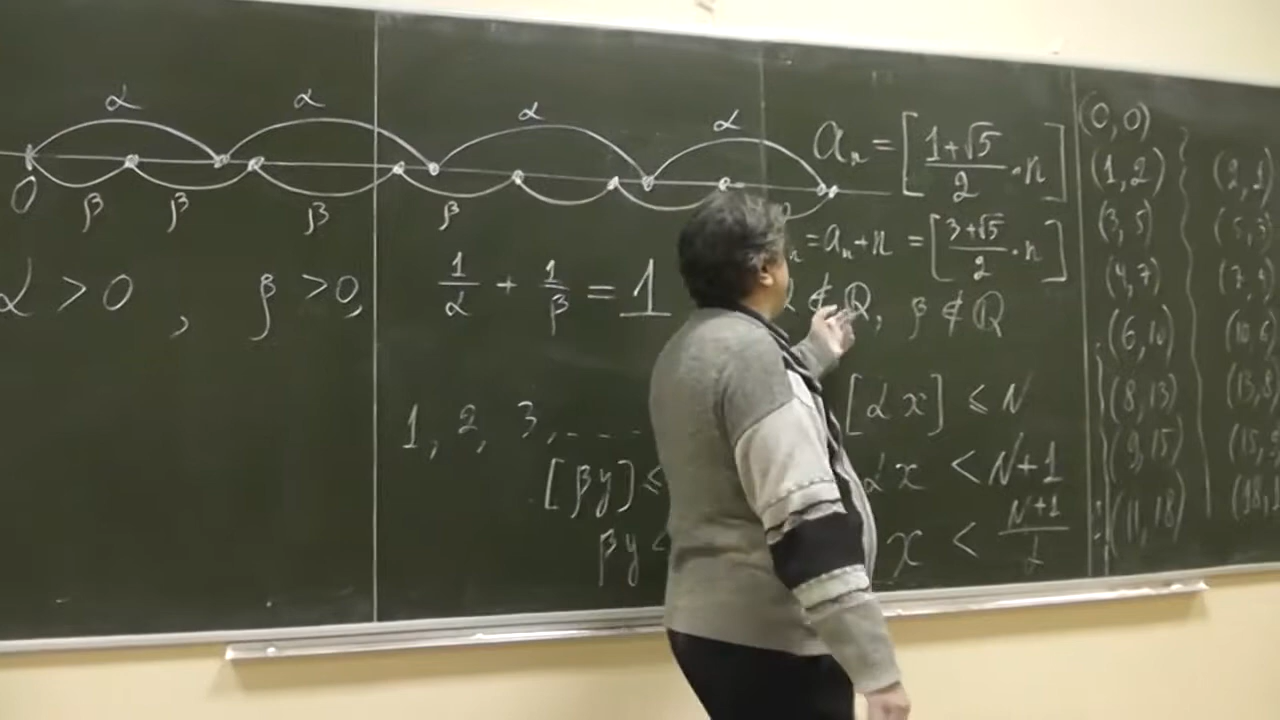 α α α α
0 β β β β
α > 0 , β > 0, 1/α + 1/β = 1 ∉ ℚ, β ∉ ℚ
aₙ = [(1+√5)/2 · n]
= aₙ + n = [(3+√5)/2 · n]
1, 2, 3, ....
[αx] ≤ N
[βy] ≤
αx < N+1
βy <
x < (N+1)/α
(0,0)
(1,2) (2,1)
(3,5) (5,3
(4,7) (7,4
(6,10) (10,6
(8,13) (13,8
(9,15) (15,
(11,18) (18,